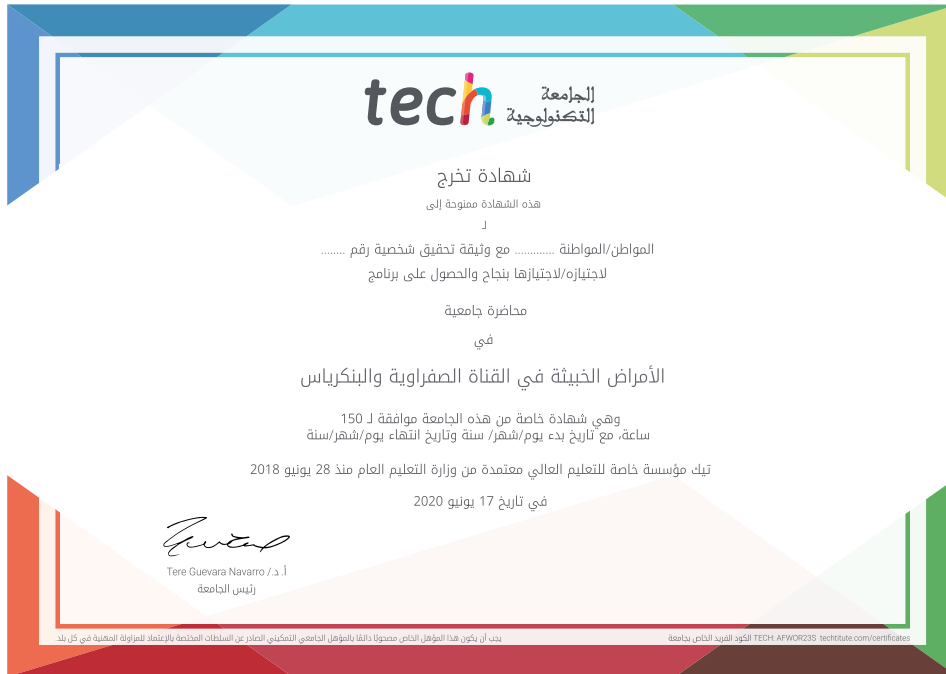 tech الجامعة
التكنولوجية
شهادة تخرج
هذه الشهادة ممنوحة إلى
لـ
المواطن/المواطنة ............ مع وثيقة تحقيق شخصية رقم ........
لاجتيازه/لاجتيازها بنجاح والحصول على برنامج
محاضرة جامعية
في
الأمراض الخبيثة في القناة الصفراوية والبنكرياس
وهي شهادة خاصة من هذه الجامعة موافقة لـ 150
ساعة، مع تاريخ بدء يوم/شهر/ سنة وتاريخ انتهاء يوم/شهر/سنة
تيك مؤسسة خاصة للتعليم العالي معتمدة من وزارة التعليم العام منذ 28 يونيو 2018
في تاريخ 17 يونيو 2020
أ. د./ Tere Guevara Navarro
رئيس الجامعة
يجب أن يكون هذا المؤهل الخاص مصحوبًا دائمًا بالمؤهل الجامعي التمكيني الصادر عن السلطات المختصة بالإعتماد للمزاولة المهنية في كل بلد.
الكود الفريد الخاص بجامعة TECH: AFWOR23S techtitute.com/certificates